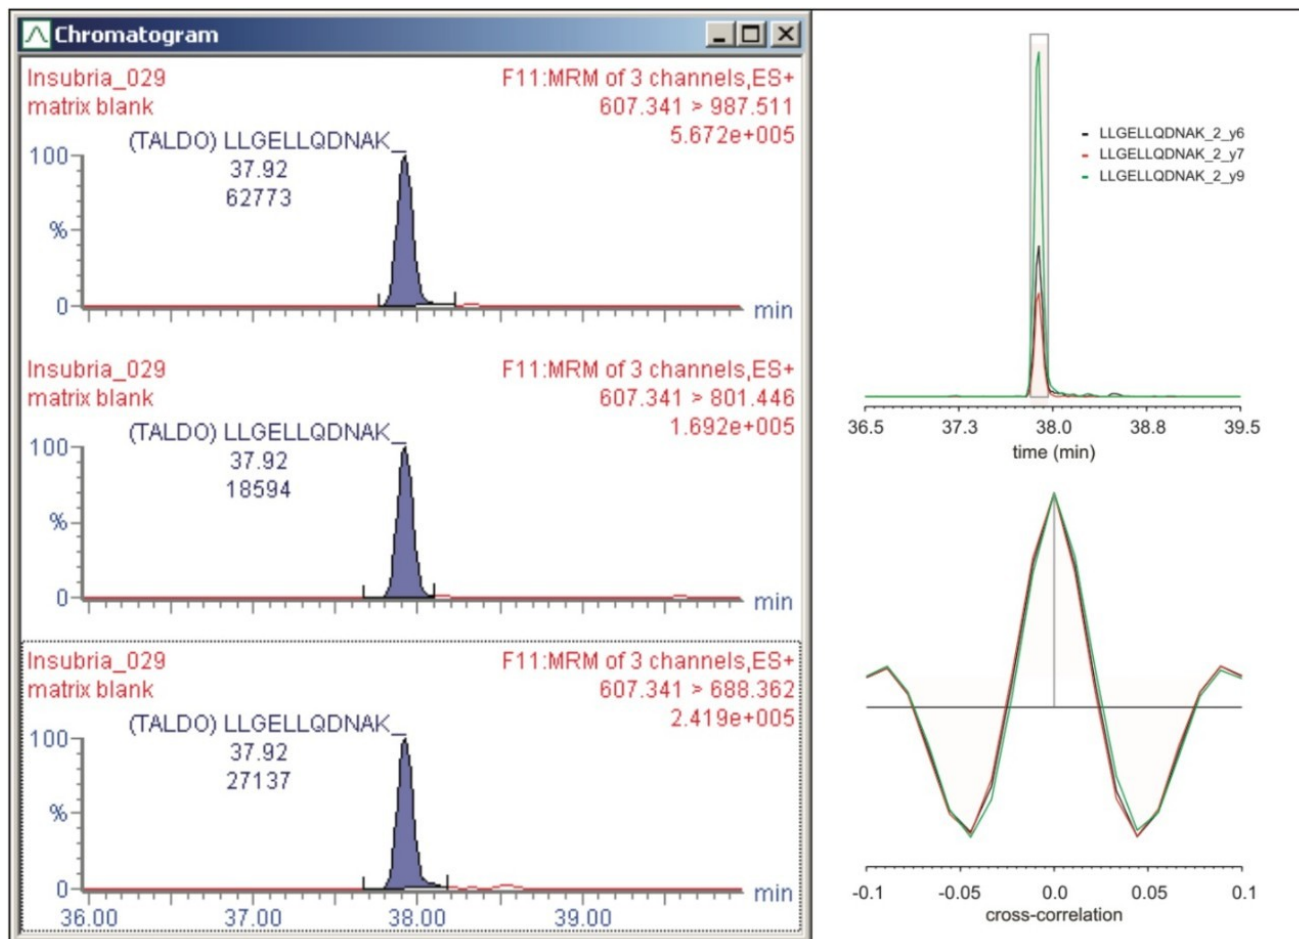 Chromatogram
Insubria_029
F11:MRM of 3 channels,ES+
matrix blank
607.341 > 987.511
5.672e+005
(TALDO) LLGELLQDNAK_
37.92
62773
100
%
0
min
Insubria_029
F11:MRM of 3 channels,ES+
matrix blank
607.341 > 801.446
1.692e+005
(TALDO) LLGELLQDNAK_
37.92
18594
100
%
0
min
Insubria_029
F11:MRM of 3 channels,ES+
matrix blank
607.341 > 688.362
2.419e+005
(TALDO) LLGELLQDNAK_
37.92
27137
100
%
0
min
36.00 37.00 38.00 39.00
LLGELLQDNAK_2_y6
LLGELLQDNAK_2_y7
LLGELLQDNAK_2_y9
36.5 37.3 38.0 38.8 39.5
time (min)
-0.1 -0.05 0.0 0.05 0.1
cross-correlation